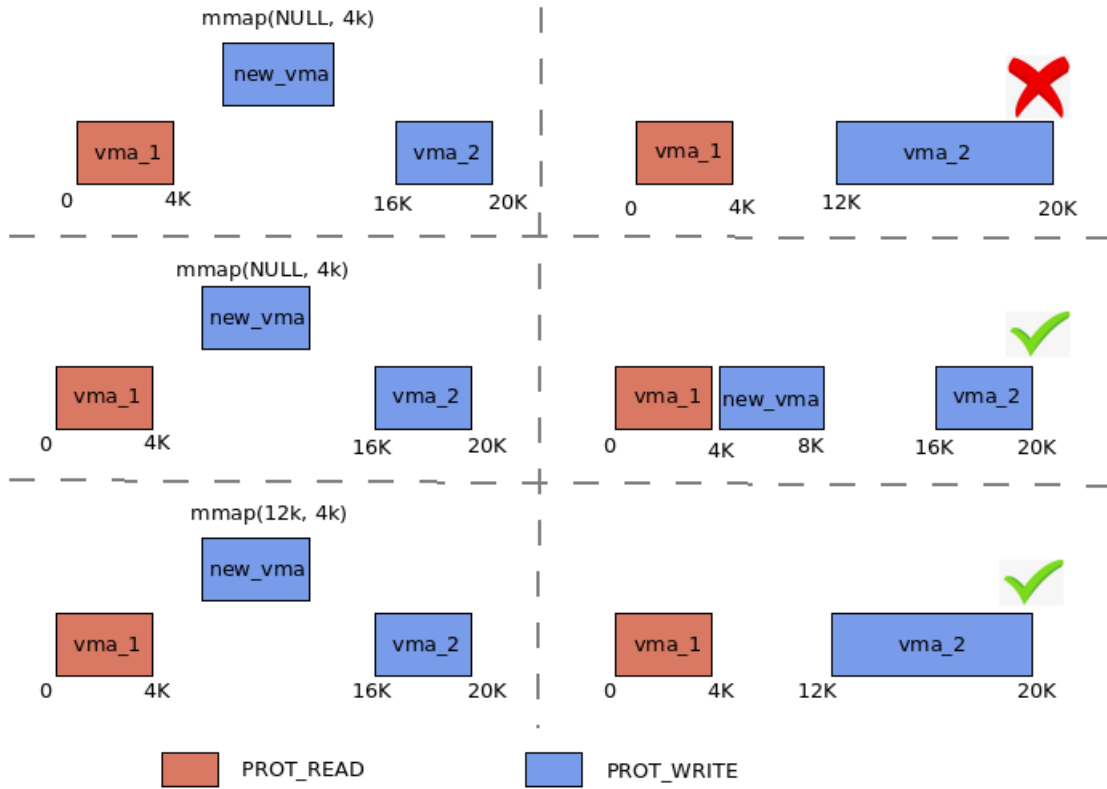 mmap(NULL, 4k)
new_vma
vma_1
vma_2
0
4K
16K
20K
vma_1
vma_2
0
4K
12K
20K
mmap(NULL, 4k)
new_vma
vma_1
vma_2
0
4K
16K
20K
vma_1
new_vma
vma_2
0
4K
8K
16K
20K
mmap(12k, 4k)
new_vma
vma_1
vma_2
0
4K
16K
20K
vma_1
vma_2
0
4K
12K
20K
PROT_READ
PROT_WRITE